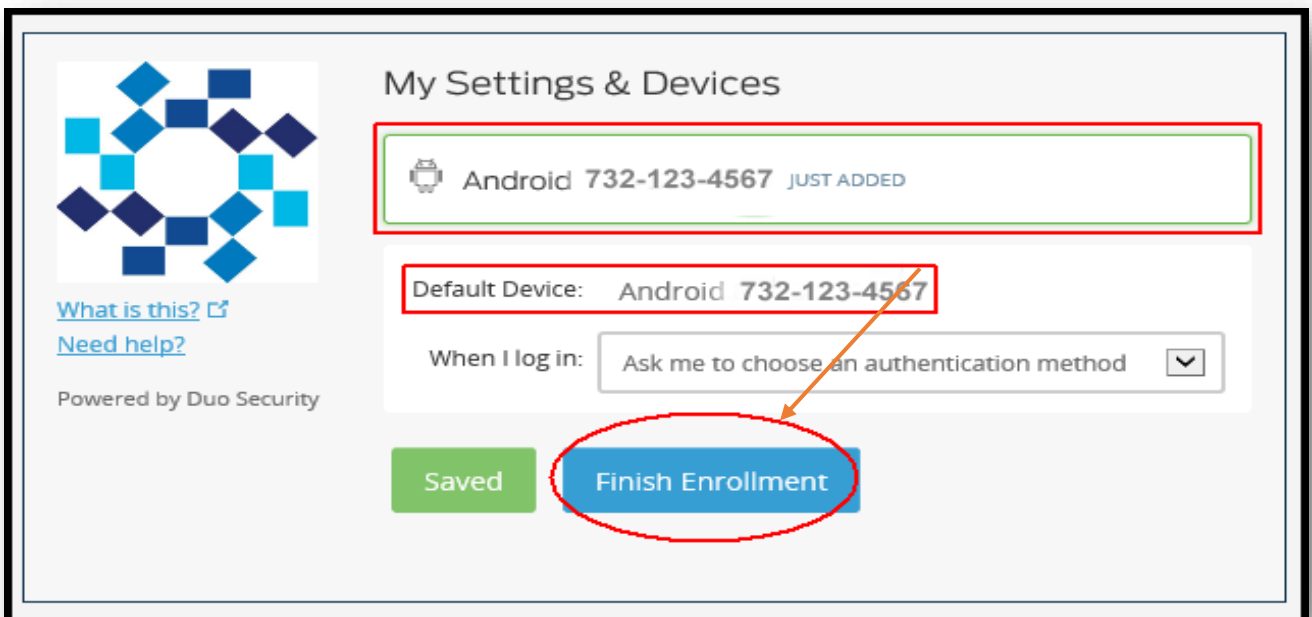 My Settings & Devices
Android 732-123-4567 JUST ADDED
Default Device: Android 732-123-4567
When I log in: Ask me to choose an authentication method
Saved
Finish Enrollment
What is this?
Need help?
Powered by Duo Security